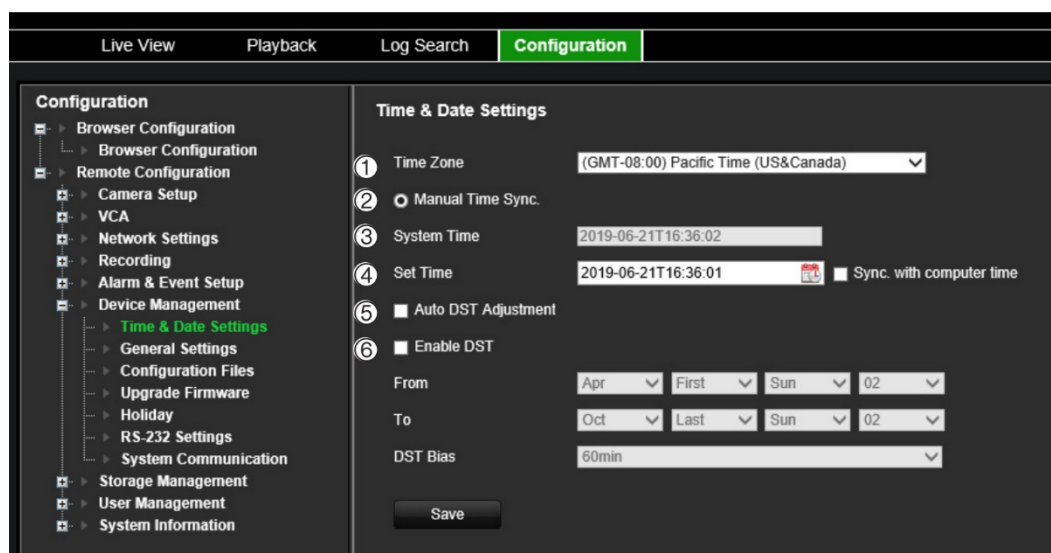 Live View Playback Log Search Configuration
Configuration
Browser Configuration
Browser Configuration
Remote Configuration
Camera Setup
VCA
Network Settings
Recording
Alarm & Event Setup
Device Management
Time & Date Settings
General Settings
Configuration Files
Upgrade Firmware
Holiday
RS-232 Settings
System Communication
Storage Management
User Management
System Information
Time & Date Settings
① Time Zone (GMT-08:00) Pacific Time (US&Canada)
② Manual Time Sync.
③ System Time 2019-06-21T16:36:02
④ Set Time 2019-06-21T16:36:01 Sync. with computer time
⑤ Auto DST Adjustment
⑥ Enable DST
From Apr First Sun 02
To Oct Last Sun 02
DST Bias 60min
Save